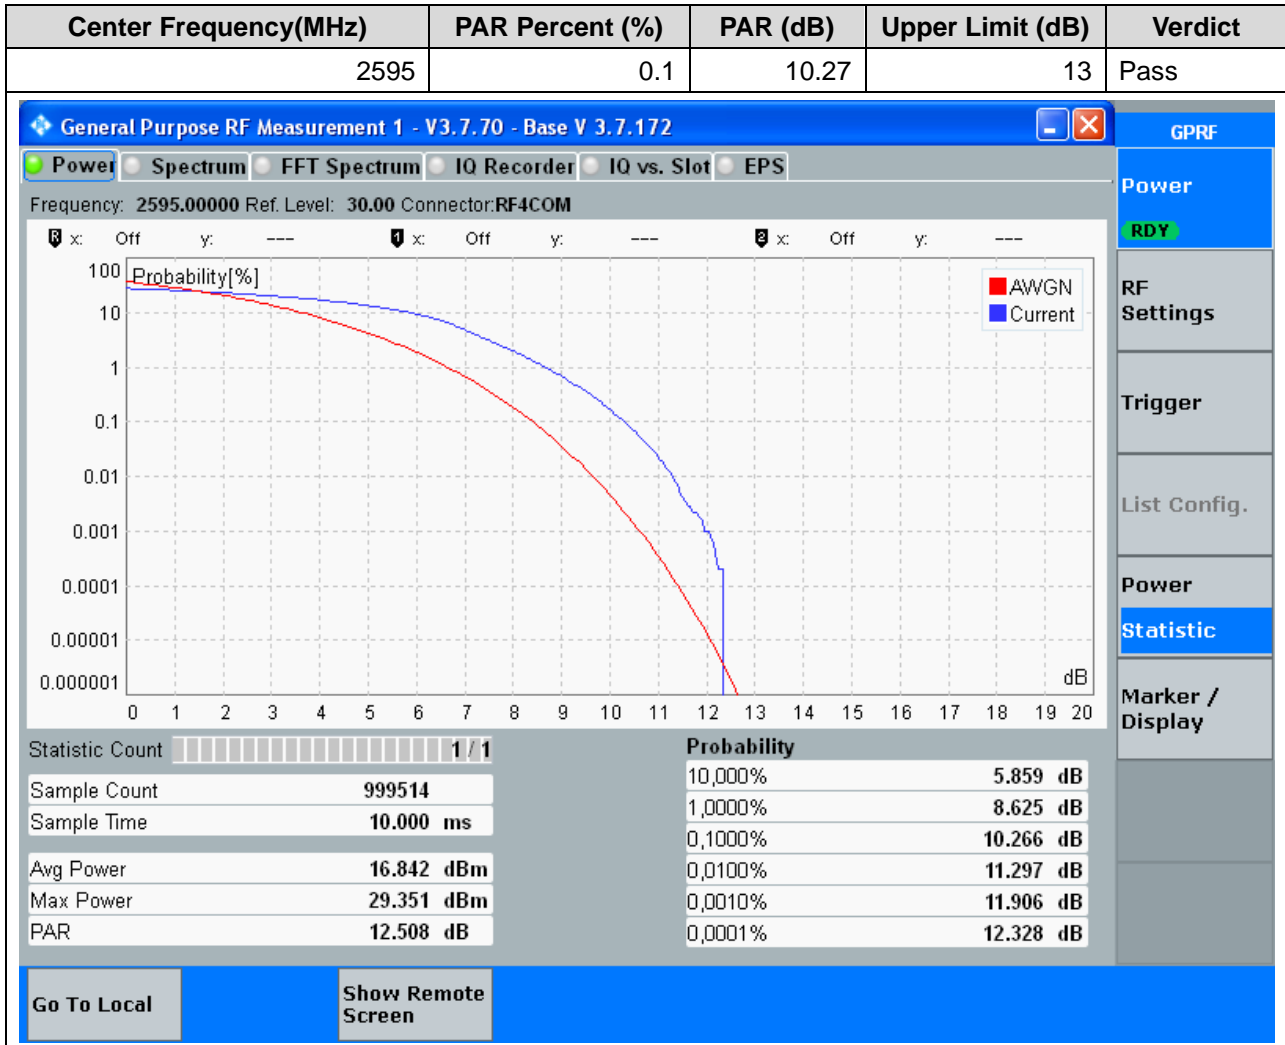 Center Frequency(MHz) PAR Percent (%) PAR (dB) Upper Limit (dB) Verdict
2595 0.1 10.27 13 Pass
General Purpose RF Measurement 1 - V3.7.70 - Base V 3.7.172
GPRF
Power Spectrum FFT Spectrum IQ Recorder IQ vs. Slot EPS
Power
RDY
Frequency: 2595.00000 Ref. Level: 30.00 Connector:RF4COM
R x: Off y: --- 1 x: Off y: --- 2 x: Off y: ---
Probability[%]
AWGN
Current
100
10
1
0.1
0.01
0.001
0.0001
0.00001
0.000001
dB
0 1 2 3 4 5 6 7 8 9 10 11 12 13 14 15 16 17 18 19 20
RF
Settings
Trigger
List Config.
Power
Statistic
Marker /
Display
Statistic Count 1 / 1
Sample Count 999514
Sample Time 10.000 ms
Avg Power 16.842 dBm
Max Power 29.351 dBm
PAR 12.508 dB
Probability
10,000% 5.859 dB
1,0000% 8.625 dB
0,1000% 10.266 dB
0,0100% 11.297 dB
0,0010% 11.906 dB
0,0001% 12.328 dB
Go To Local
Show Remote
Screen